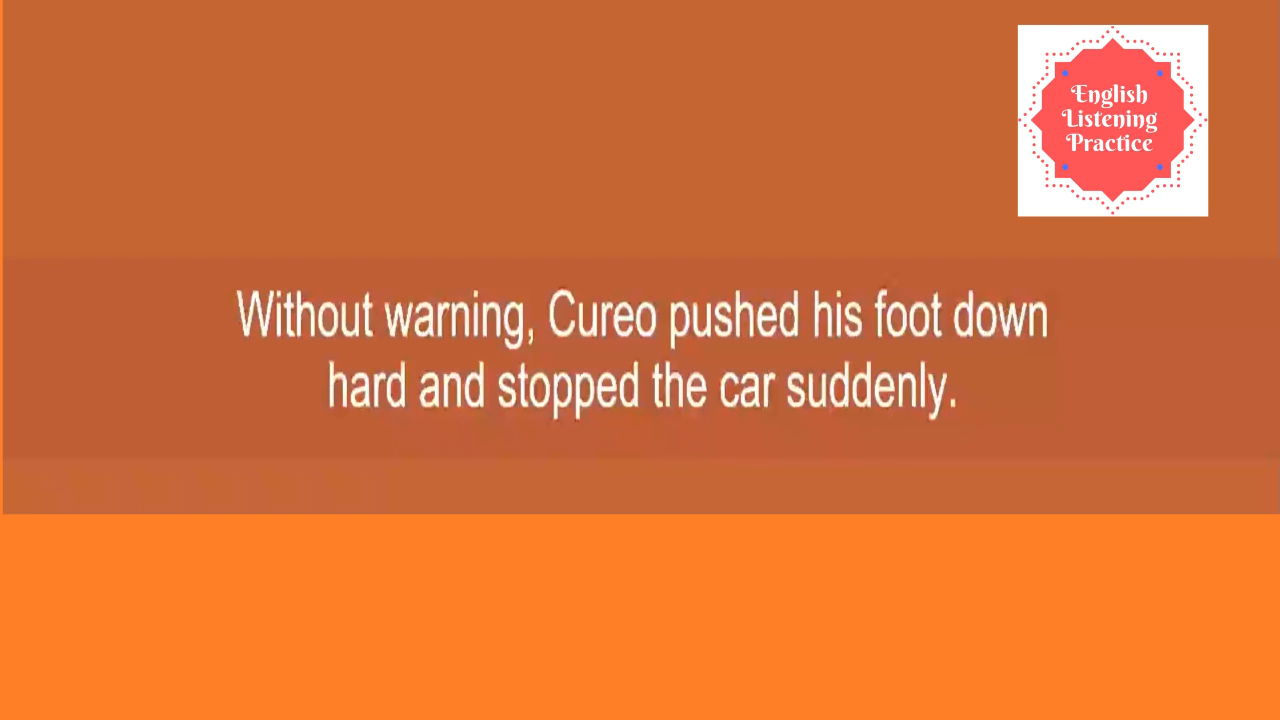 English
Listening
Practice
Without warning, Cureo pushed his foot down
hard and stopped the car suddenly.